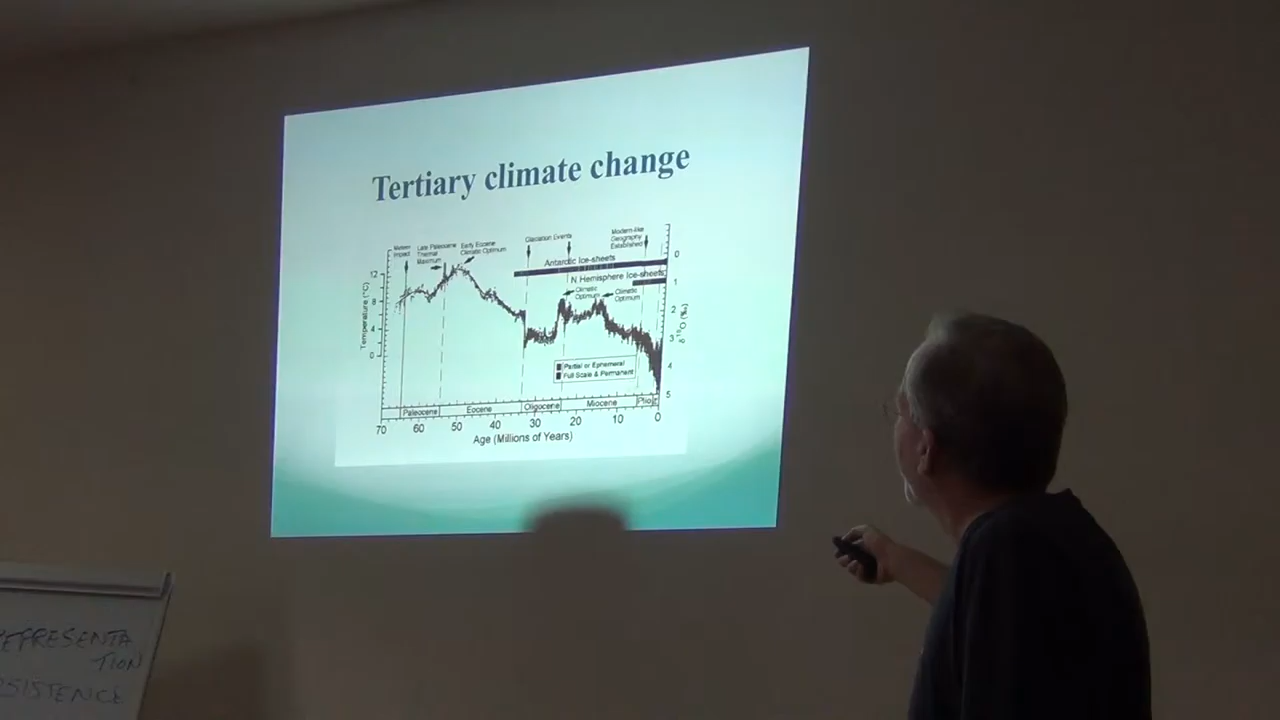 Tertiary climate change
Meteor
Impact
Late Paleocene
Thermal
Maximum
Early Eocene
Climatic Optimum
Glaciation Events
Modern-like
Geography
Established
Antarctic Ice-sheets
N Hemisphere Ice-sheets
Climatic
Optimum
Climatic
Optimum
Temperature (°C)
12
8
4
0
0
1
2
3
4
5
δ18O (‰)
Partial or Ephemeral
Full Scale & Permanent
Paleocene Eocene Oligocene Miocene Plio
70 60 50 40 30 20 10 0
Age (Millions of Years)
EPRESENTA
TION
SISTENCE